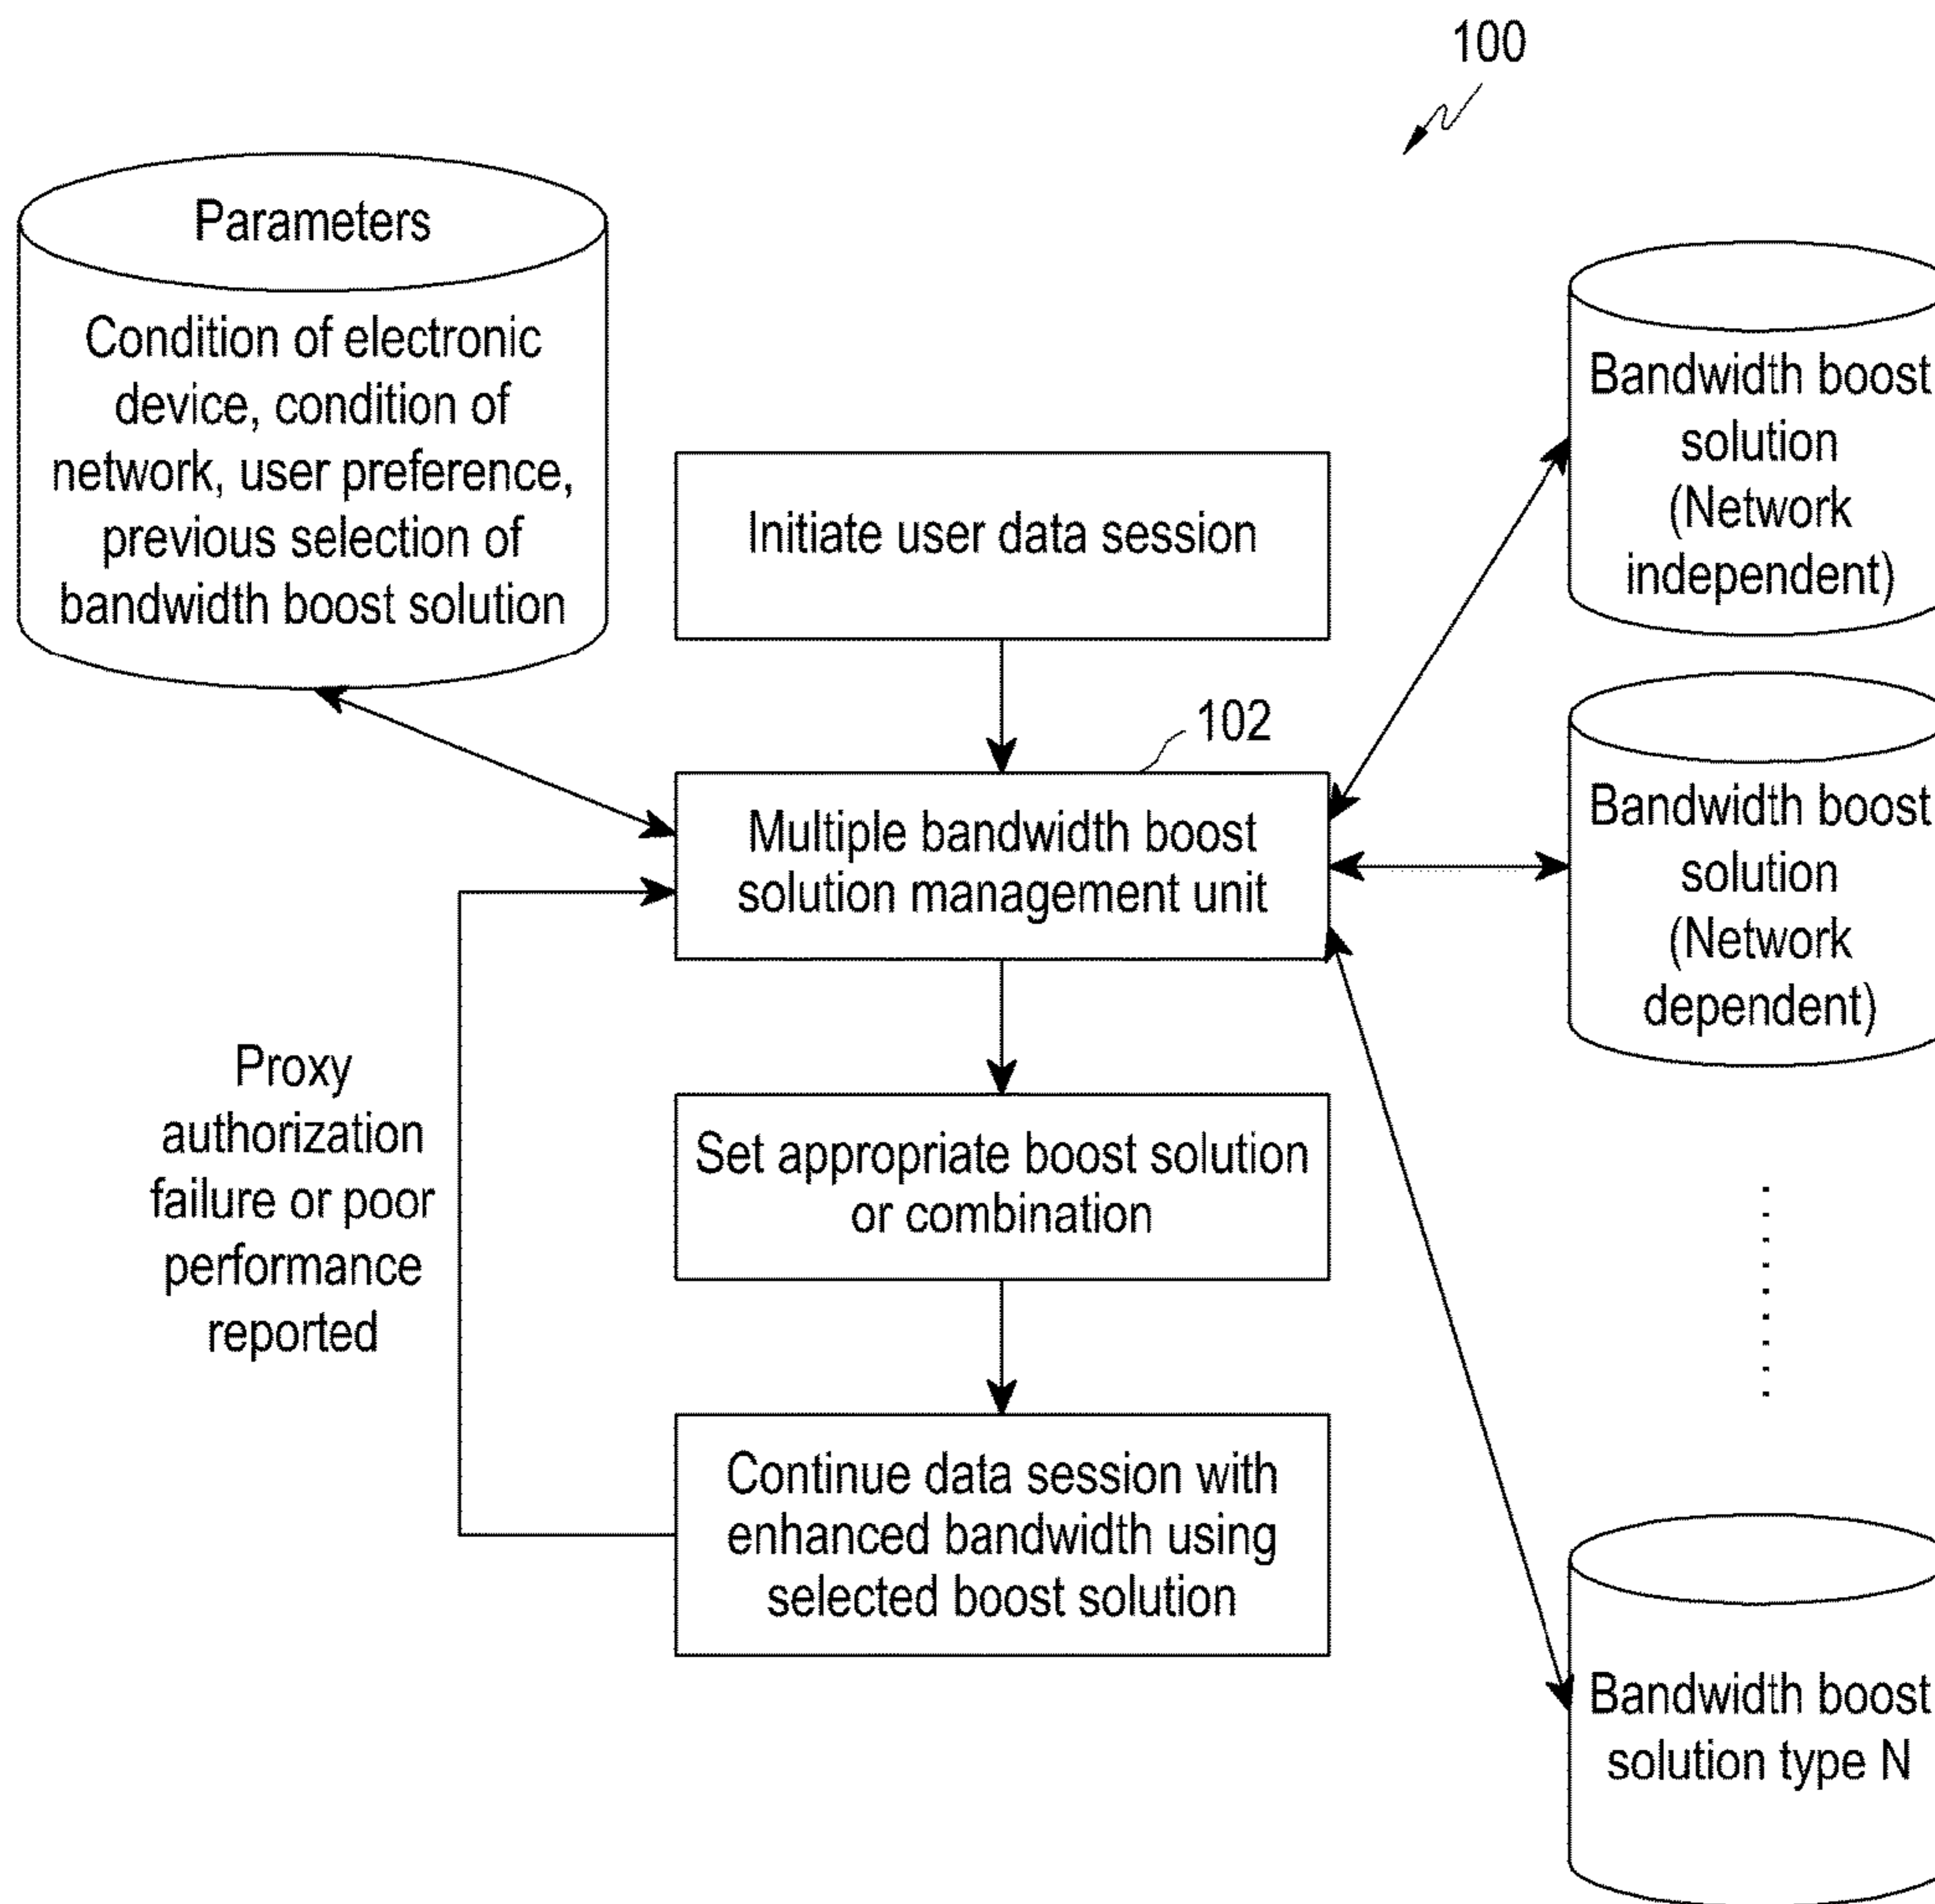 100
Parameters
Condition of electronic
device, condition of
network, user preference,
previous selection of
bandwidth boost solution
Initiate user data session
102
Multiple bandwidth boost
solution management unit
Set appropriate boost solution
or combination
Continue data session with
enhanced bandwidth using
selected boost solution
Proxy
authorization
failure or poor
performance
reported
Bandwidth boost
solution
(Network
independent)
Bandwidth boost
solution
(Network
dependent)
Bandwidth boost
solution type N